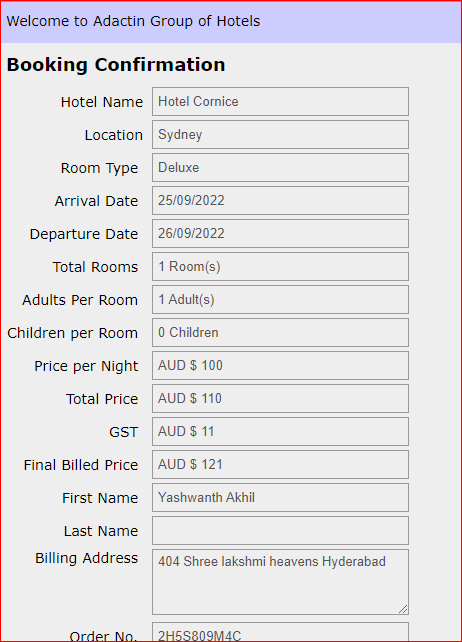 Welcome to Adactin Group of Hotels
Booking Confirmation
Hotel Name Hotel Cornice
Location Sydney
Room Type Deluxe
Arrival Date 25/09/2022
Departure Date 26/09/2022
Total Rooms 1 Room(s)
Adults Per Room 1 Adult(s)
Children per Room 0 Children
Price per Night AUD $ 100
Total Price AUD $ 110
GST AUD $ 11
Final Billed Price AUD $ 121
First Name Yashwanth Akhil
Last Name
Billing Address 404 Shree lakshmi heavens Hyderabad
Order No. 2H5S809M4C